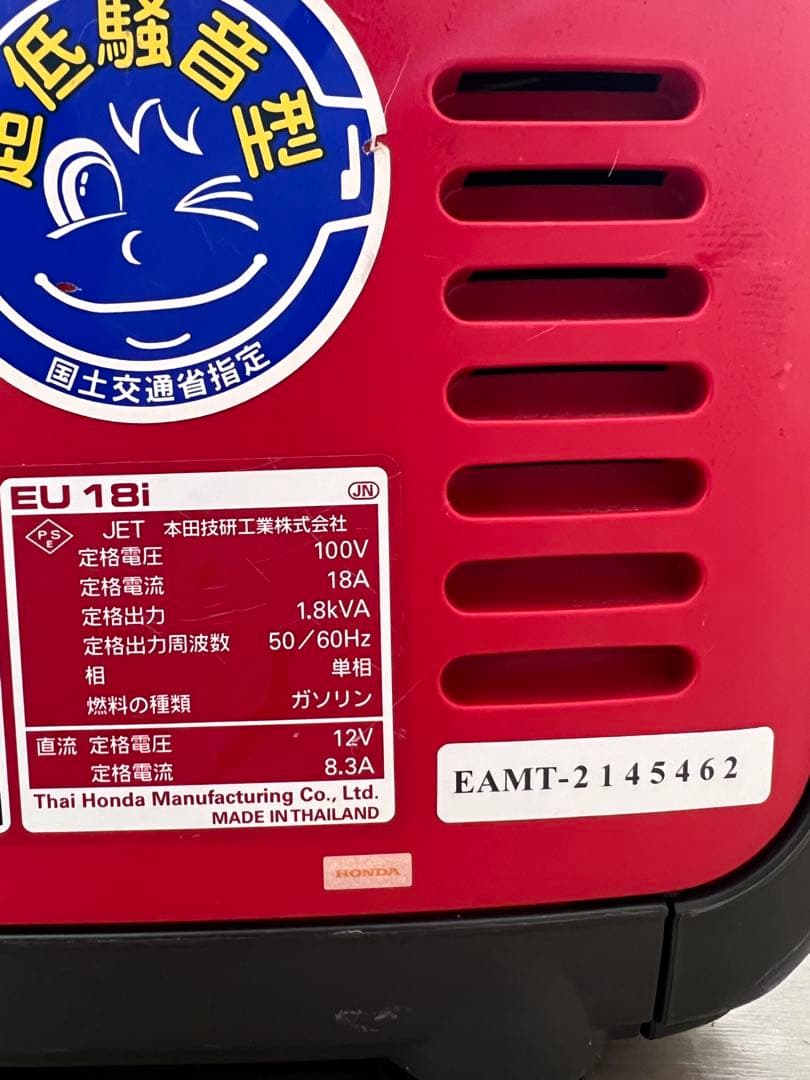 超低騒音型
国土交通省指定
EU 18i JN
PSE JET 本田技研工業株式会社
定格電圧 100V
定格電流 18A
定格出力 1.8kVA
定格出力周波数 50/60Hz
相 単相
燃料の種類 ガソリン
直流 定格電圧 12V
定格電流 8.3A
Thai Honda Manufacturing Co., Ltd.
MADE IN THAILAND
EAMT-2145462
HONDA